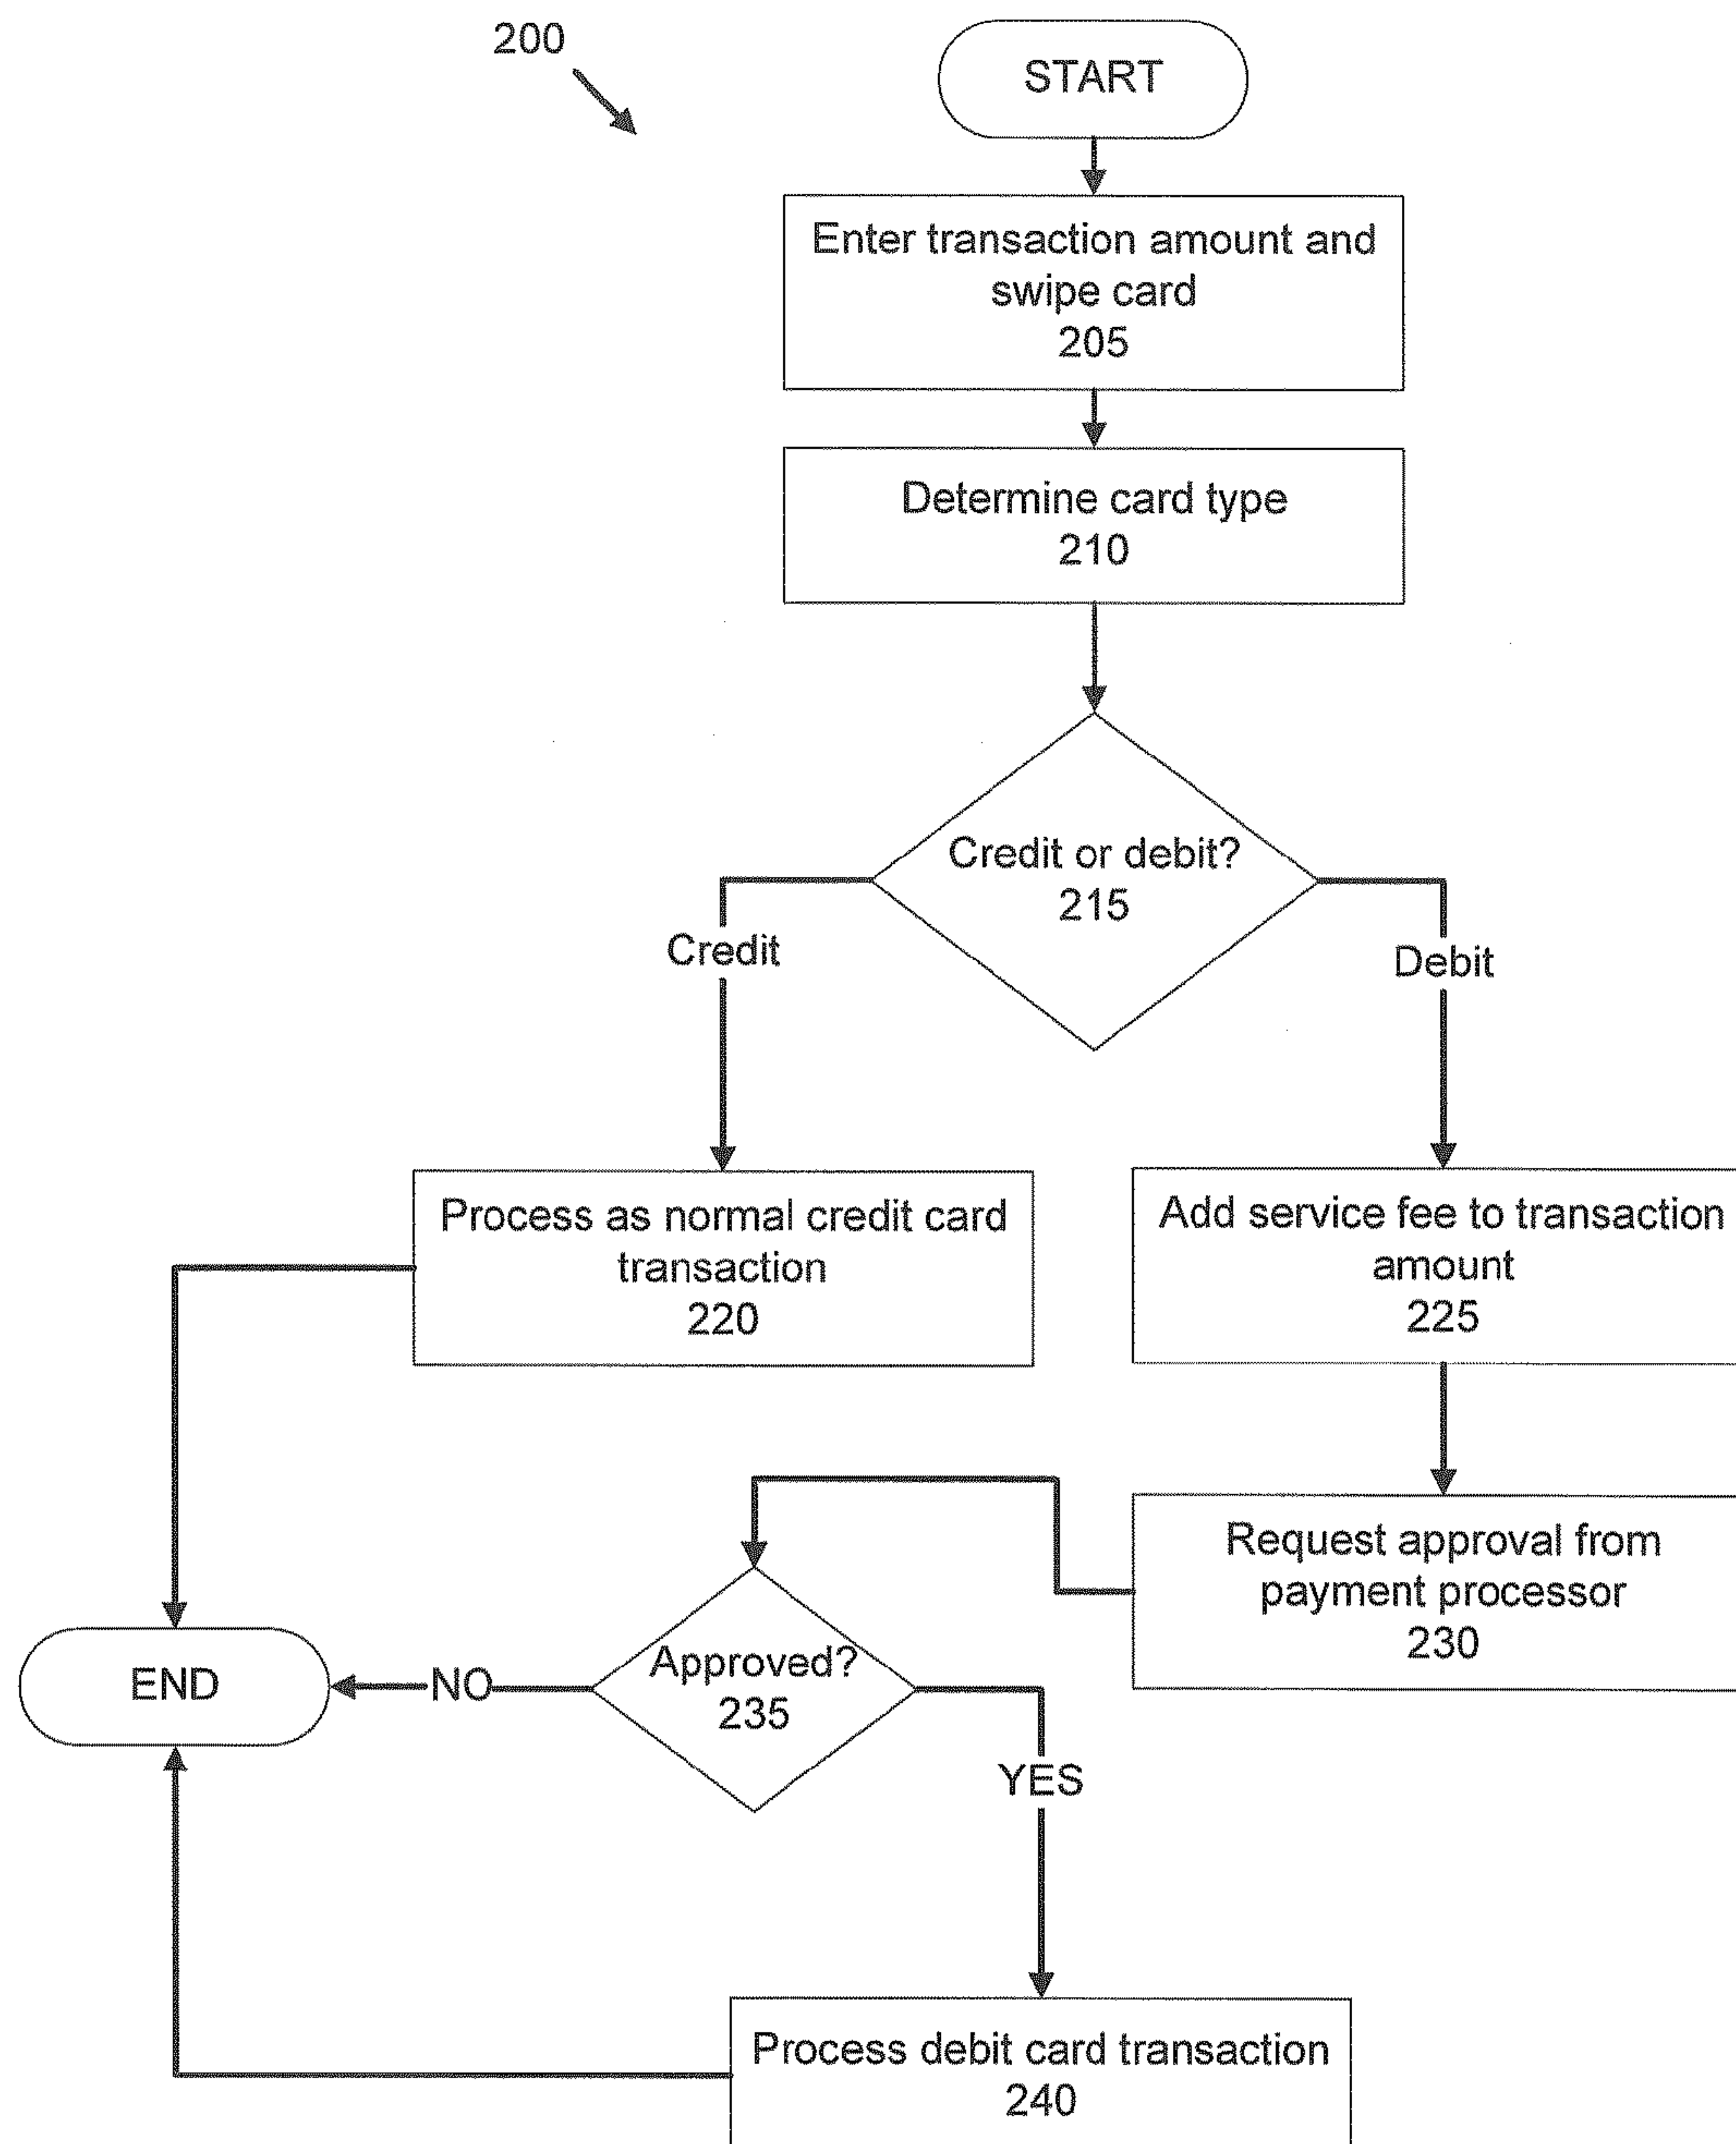 200
START
Enter transaction amount and
swipe card
205
Determine card type
210
Credit or debit?
215
Credit
Debit
Process as normal credit card
transaction
220
Add service fee to transaction
amount
225
Request approval from
payment processor
230
Approved?
235
NO
END
YES
Process debit card transaction
240